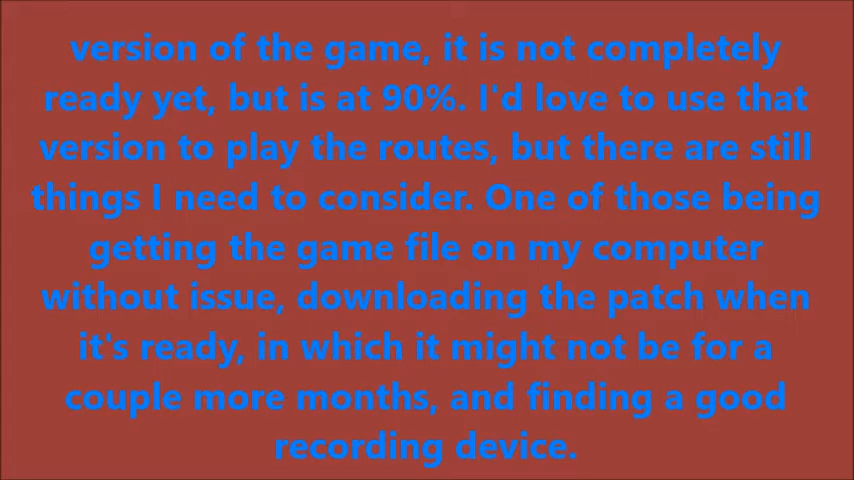 version of the game, it is not completely
ready yet, but is at 90%. I'd love to use that
version to play the routes, but there are still
things I need to consider. One of those being
getting the game file on my computer
without issue, downloading the patch when
it's ready, in which it might not be for a
couple more months, and finding a good
recording device.